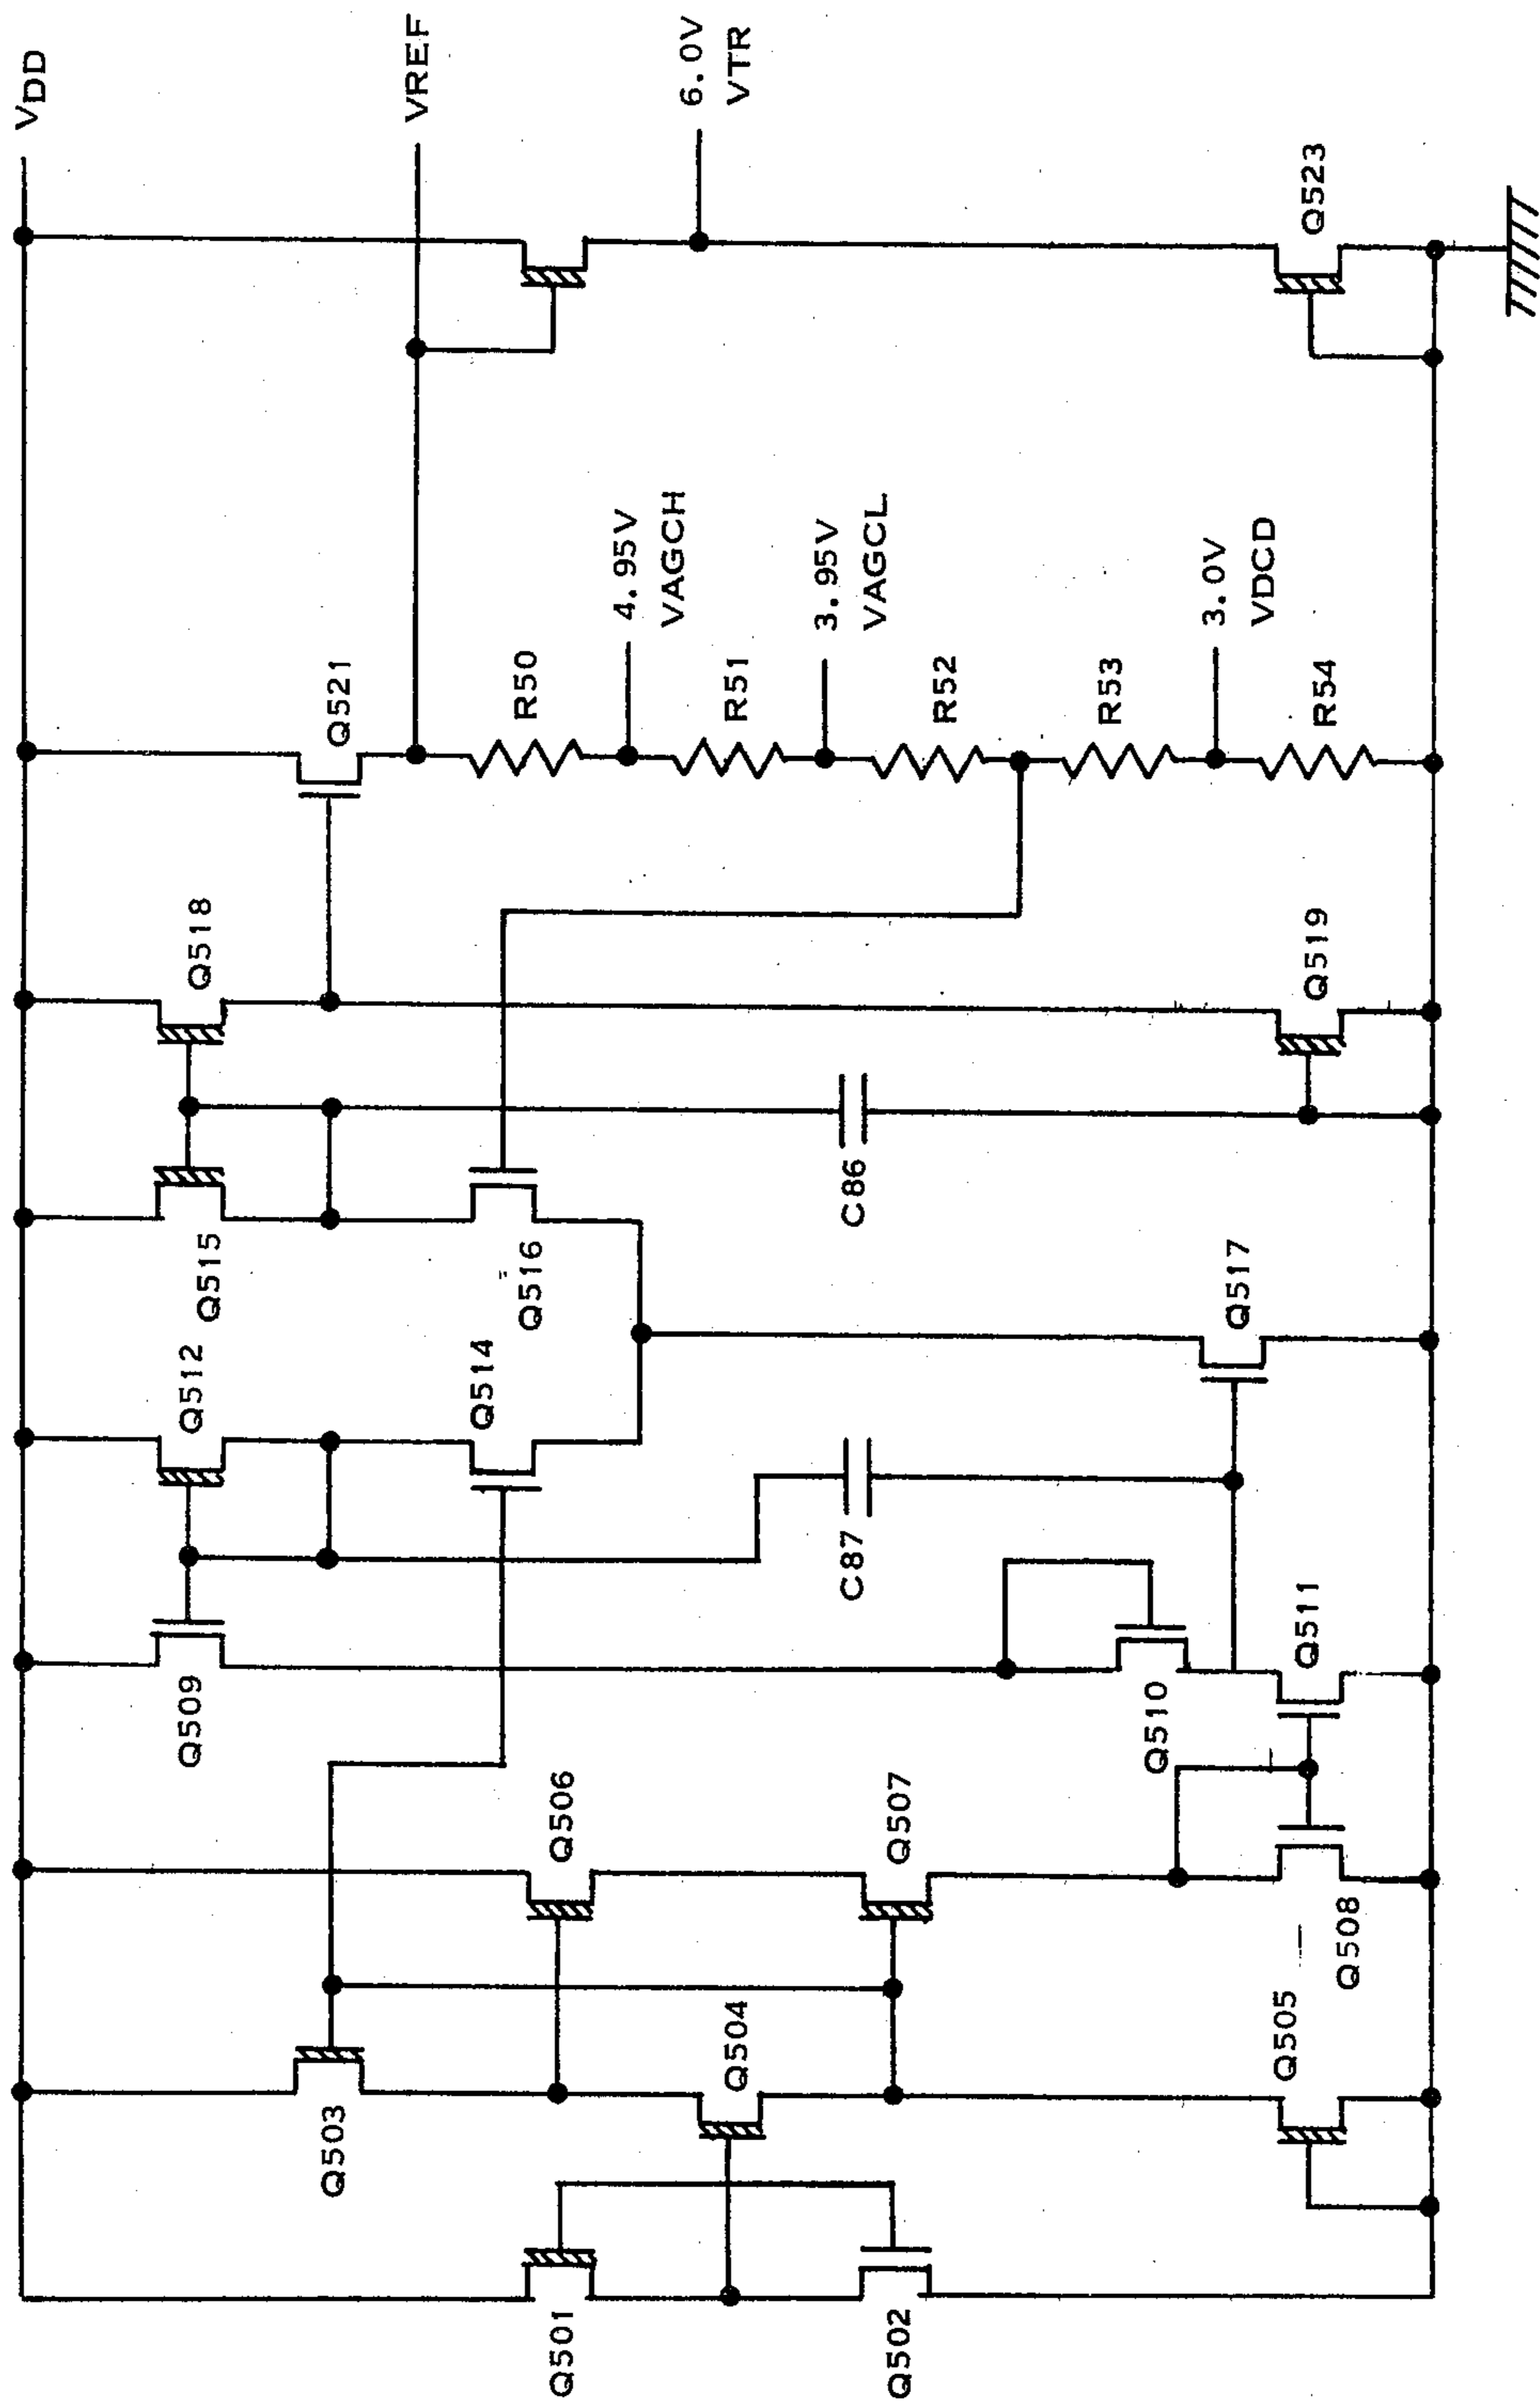 VDD
VREF
6.0V
VTR
Q523
Q521
R50
4.95V
VAGCH
R51
3.95V
VAGCL
R52
R53
3.0V
VDCD
R54
Q518
Q519
C86
Q515
Q516
Q517
Q512
Q514
C87
Q509
Q510
Q511
Q506
Q507
Q508
Q503
Q504
Q505
Q501
Q502